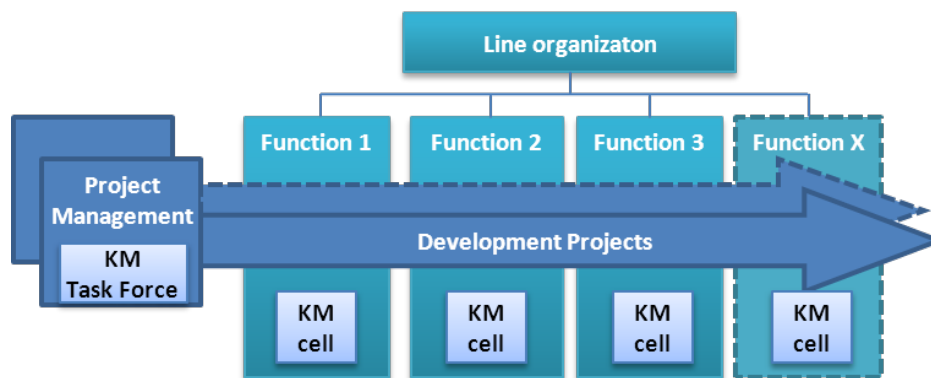 Line organizaton
Function 1
Function 2
Function 3
Function X
Project
Management
KM
Task Force
Development Projects
KM
cell
KM
cell
KM
cell
KM
cell